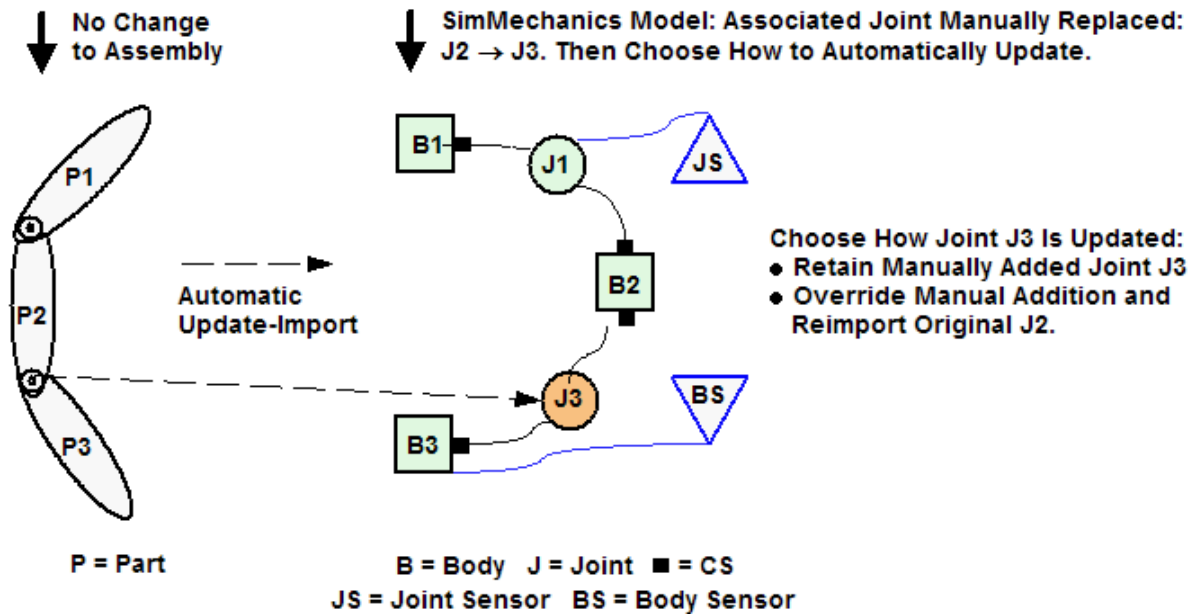 No Change
to Assembly
SimMechanics Model: Associated Joint Manually Replaced:
J2 → J3. Then Choose How to Automatically Update.
P1
P2
P3
Automatic
Update-Import
B1
J1
JS
B2
J3
B3
BS
Choose How Joint J3 Is Updated:
● Retain Manually Added Joint J3
● Override Manual Addition and
Reimport Original J2.
P = Part
B = Body J = Joint ■ = CS
JS = Joint Sensor BS = Body Sensor